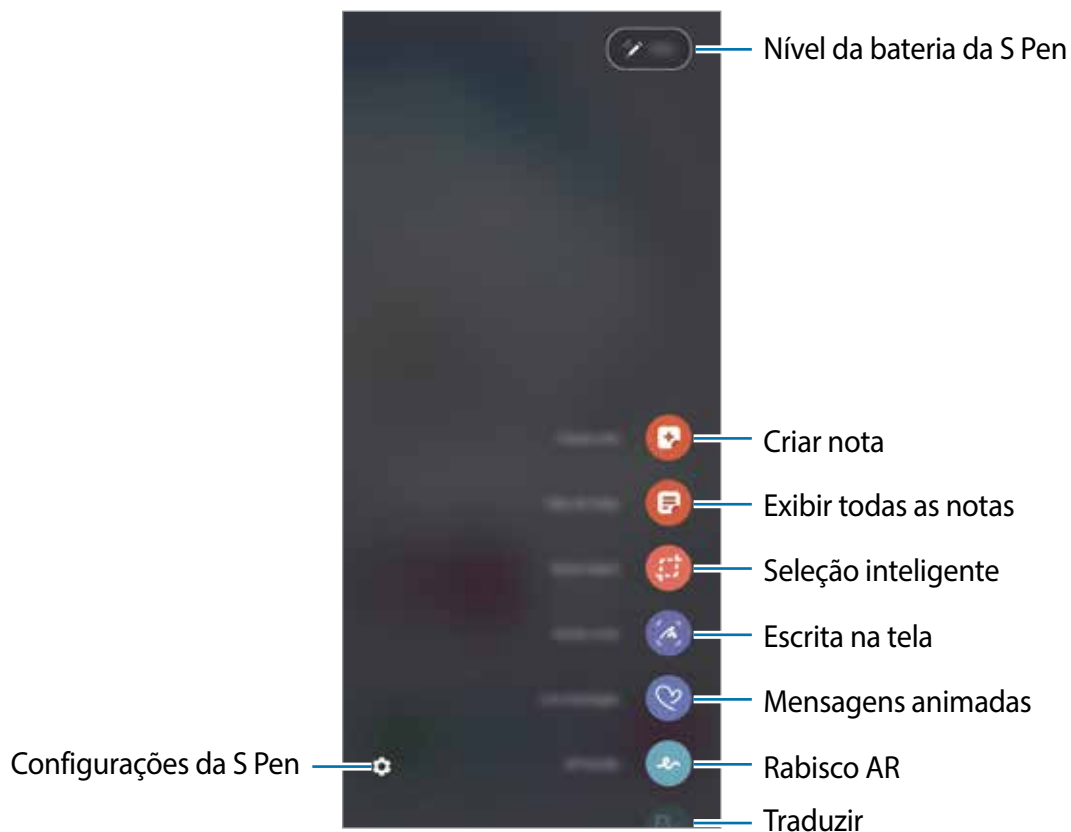 Nível da bateria da S Pen
Criar nota
Exibir todas as notas
Seleção inteligente
Escrita na tela
Mensagens animadas
Configurações da S Pen
Rabisco AR
Traduzir